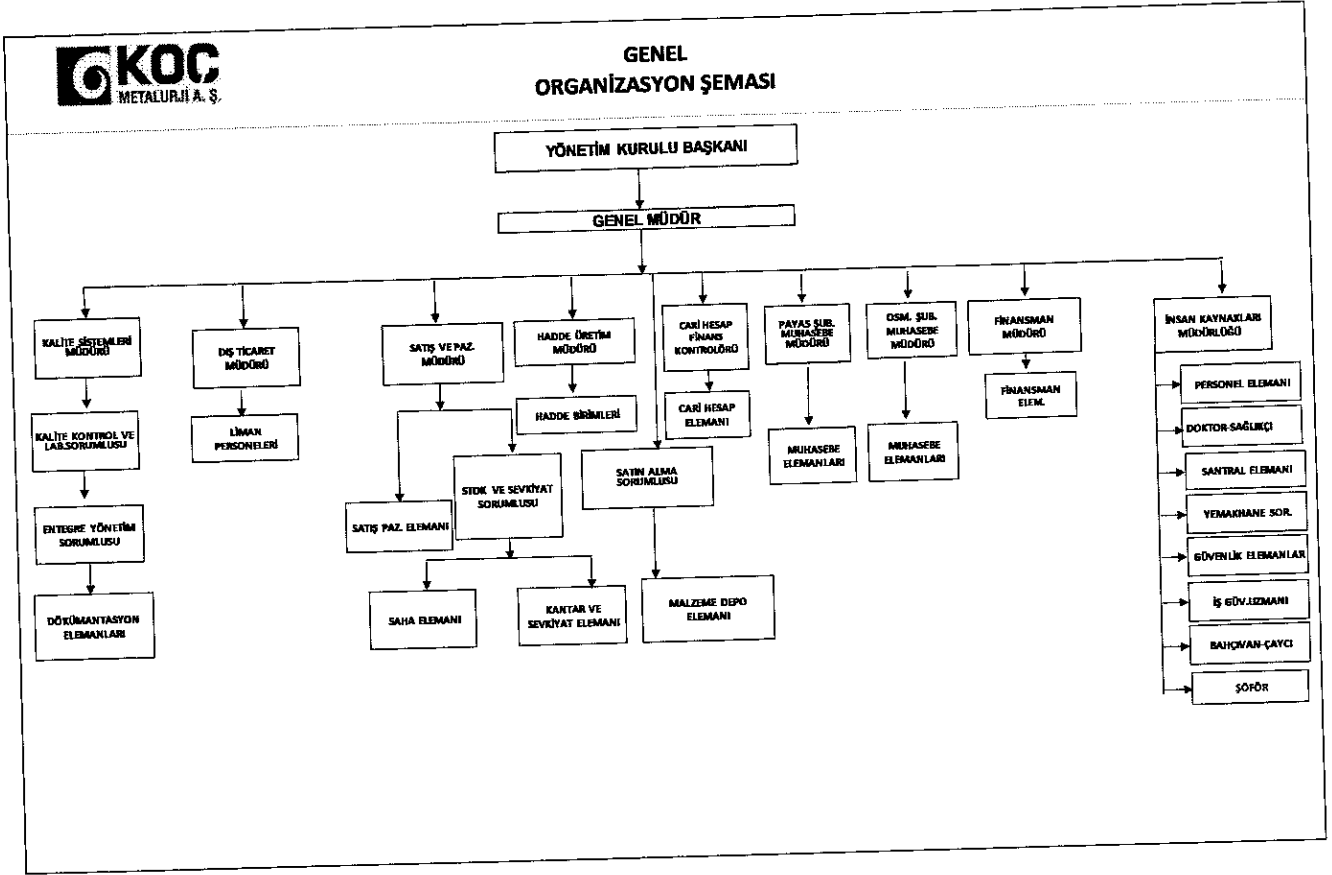 KOÇ
METALURJİ A. Ş.
GENEL
ORGANİZASYON ŞEMASI
YÖNETİM KURULU BAŞKANI
GENEL MÜDÜR
KALİTE SİSTEMLERİ
MÜDÜRÜ
KALİTE KONTROL VE
LAB.SORUMLUSU
ENTEGRE YÖNETİM
SORUMLUSU
DÖKÜMANTASYON
ELEMANLARI
DIŞ TİCARET
MÜDÜRÜ
LİMAN
PERSONELERİ
SATIŞ VE PAZ.
MÜDÜRÜ
SATIŞ PAZ. ELEMANI
STOK VE SEVKİYAT
SORUMLUSU
SAHA ELEMANI
KANTAR VE
SEVKİYAT ELEMANI
HADDE ÜRETİM
MÜDÜRÜ
HADDE BİRİMLERİ
SATIN ALMA
SORUMLUSU
MALZEME DEPO
ELEMANI
CARİ HESAP
FİNANS
KONTROLÖRÜ
CARİ HESAP
ELEMANI
PAYAS ŞUB.
MUHASEBE
MÜDÜRÜ
MUHASEBE
ELEMANLARI
OSM. ŞUB.
MUHASEBE
MÜDÜRÜ
MUHASEBE
ELEMANLARI
FİNANSMAN
MÜDÜRÜ
FİNANSMAN
ELEM.
İNSAN KAYNAKLARI
MÜDÜRLÜĞÜ
PERSONEL ELEMANI
DOKTOR-SAĞLIKÇI
SANTRAL ELEMANI
YEMAKHANE SOR.
GÜVENLİK ELEMANLAR
İŞ GÜV.UZMANI
BAHÇIVAN-ÇAYCI
ŞOFÖR